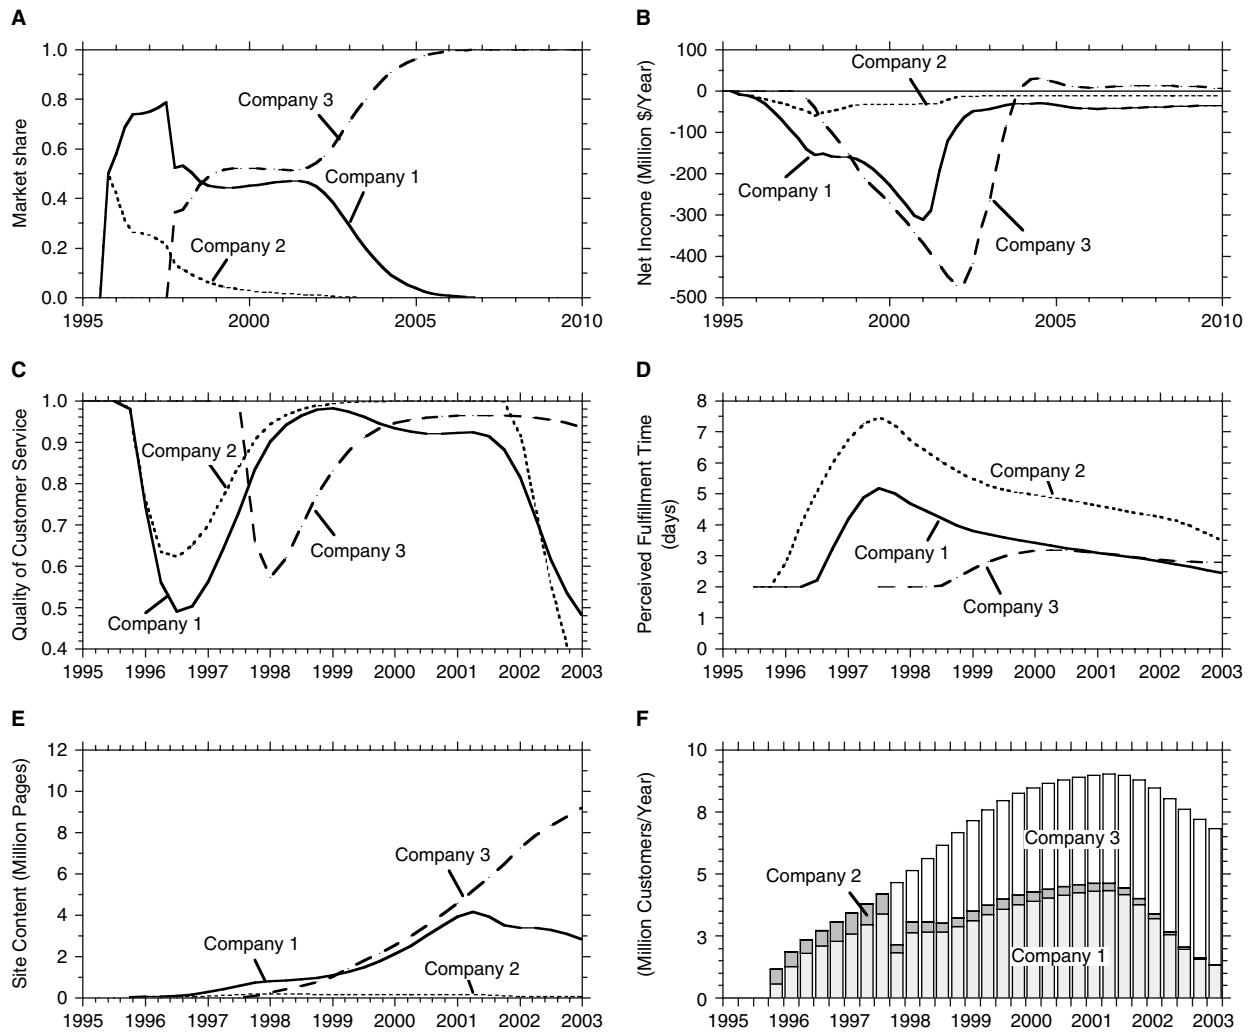 A
Market share
1.0
0.8
0.6
0.4
0.2
0.0
Company 3
Company 1
Company 2
1995
2000
2005
2010
B
Net Income (Million $/Year)
100
0
-100
-200
-300
-400
-500
Company 2
Company 1
Company 3
1995
2000
2005
2010
C
Quality of Customer Service
1.0
0.9
0.8
0.7
0.6
0.5
0.4
Company 2
Company 3
Company 1
1995 1996 1997 1998 1999 2000 2001 2002 2003
D
Perceived Fulfillment Time
(days)
8
7
6
5
4
3
2
1
0
Company 2
Company 1
Company 3
1995 1996 1997 1998 1999 2000 2001 2002 2003
E
Site Content (Million Pages)
12
10
8
6
4
2
0
Company 3
Company 1
Company 2
1995 1996 1997 1998 1999 2000 2001 2002 2003
F
(Million Customers/Year)
10
8
5
3
0
Company 3
Company 2
Company 1
1995 1996 1997 1998 1999 2000 2001 2002 2003